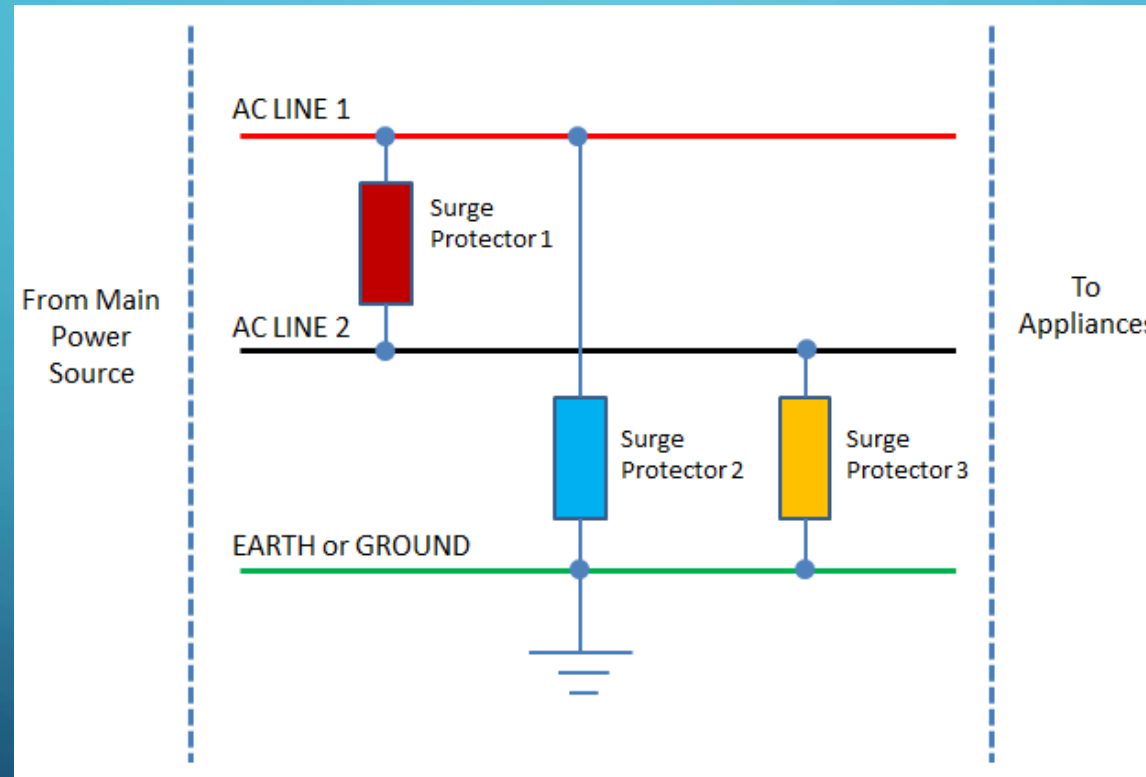 AC LINE 1
Surge
Protector 1
From Main
Power
Source
AC LINE 2
To
Appliances
Surge
Protector 2
Surge
Protector 3
EARTH or GROUND